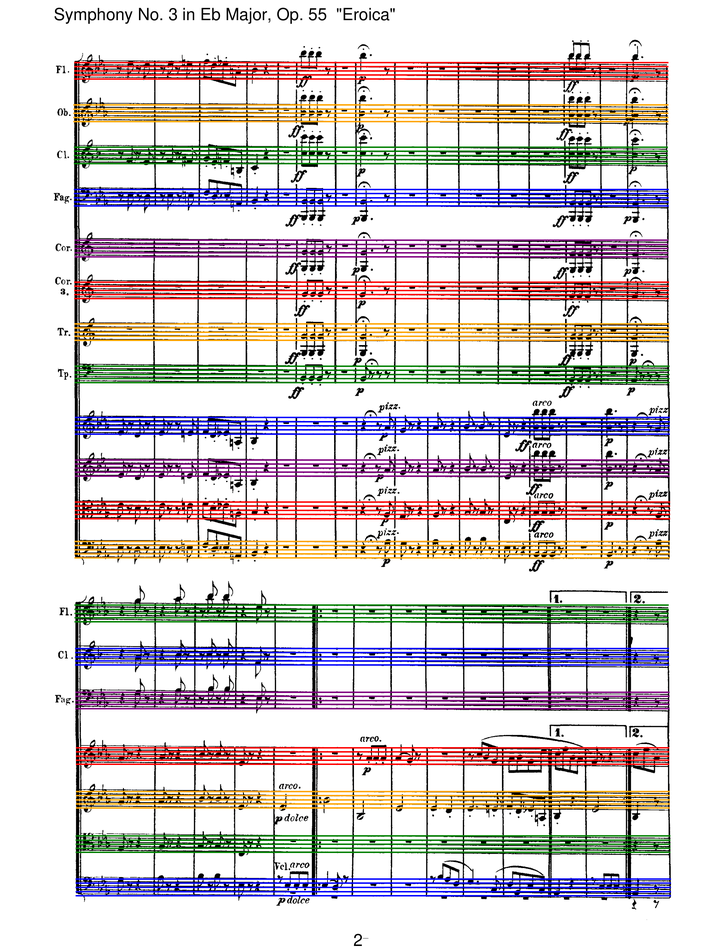 Symphony No. 3 in Eb Major, Op. 55 "Eroica"
Fl.
ff p ff p
Ob.
ff p ff p
Cl.
ff p ff p
Fag.
ff p ff p
Cor.
ff p ff p
Cor.
3.
ff p ff p
Tr.
ff p ff p
Tp.
ff p ff p
pizz. arco pizz
p ff p
pizz. arco pizz
p ff p
pizz. arco pizz
p ff p
pizz. arco pizz
p ff p
1. 2.
Fl.
Cl.
Fag.
1. 2.
arco.
p
arco.
p dolce
Vcl. arco
p dolce
2